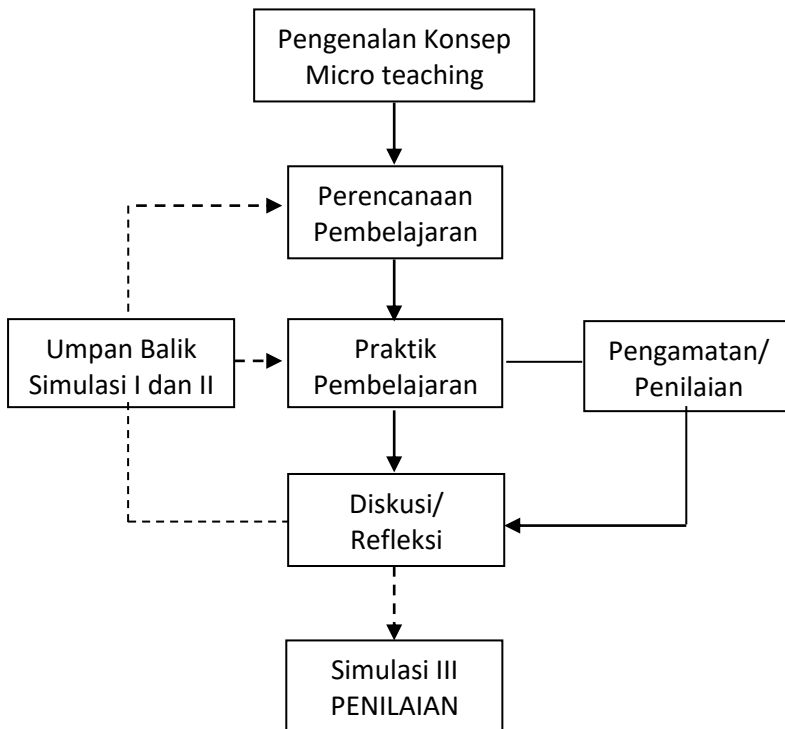 Pengenalan Konsep
Micro teaching
Perencanaan
Pembelajaran
Umpan Balik
Simulasi I dan II
Praktik
Pembelajaran
Pengamatan/
Penilaian
Diskusi/
Refleksi
Simulasi III
PENILAIAN